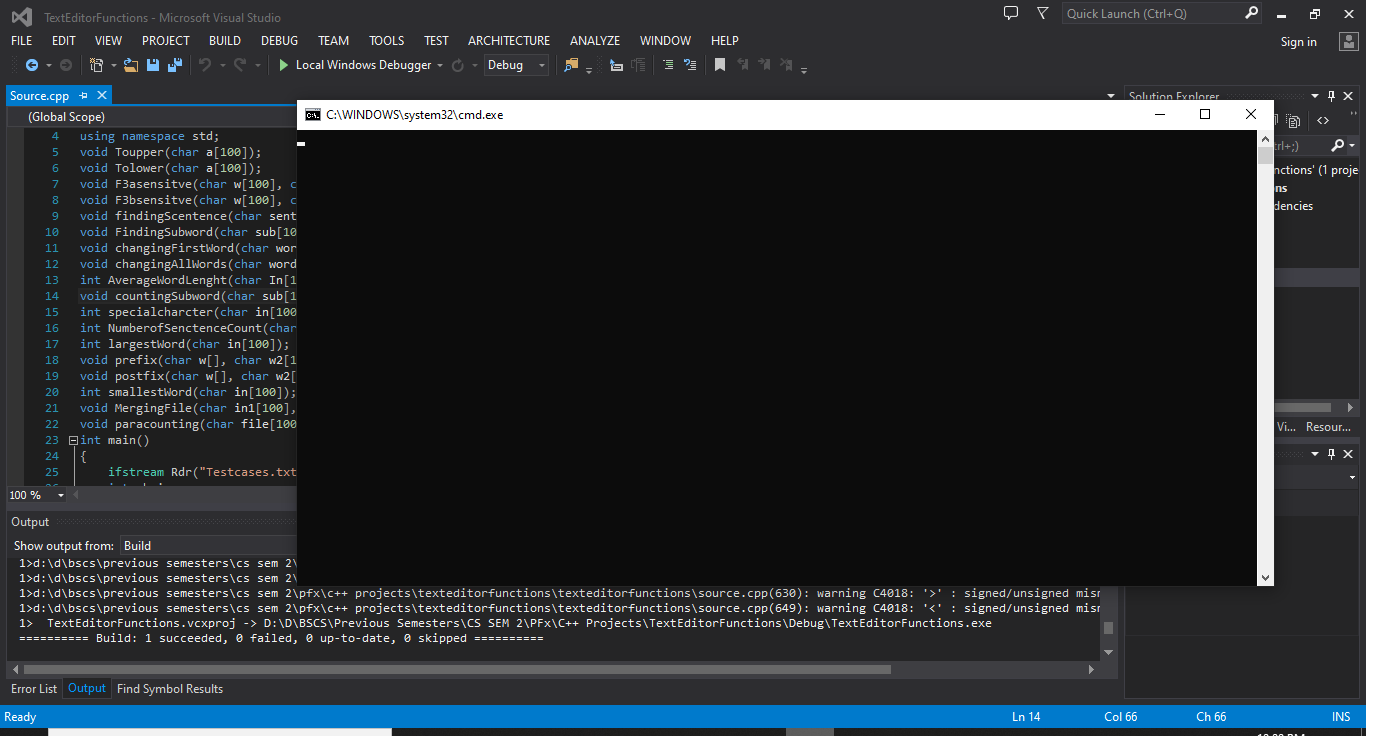 TextEditorFunctions - Microsoft Visual Studio
Quick Launch (Ctrl+Q)
FILE EDIT VIEW PROJECT BUILD DEBUG TEAM TOOLS TEST ARCHITECTURE ANALYZE WINDOW HELP
Sign in
Local Windows Debugger
Debug
Source.cpp
Solution Explorer
(Global Scope)
C:\WINDOWS\system32\cmd.exe
4 using namespace std;
5 void Toupper(char a[100]);
6 void Tolower(char a[100]);
7 void F3asensitve(char w[100], c
8 void F3bsensitve(char w[100], c
9 void findingScentence(char sent
10 void FindingSubword(char sub[10
11 void changingFirstWord(char wor
12 void changingAllWords(char word
13 int AverageWordLenght(char In[1
14 void countingSubword(char sub[1
15 int specialcharcter(char in[100
16 int NumberofSenctenceCount(char
17 int largestWord(char in[100]);
18 void prefix(char w[], char w2[1
19 void postfix(char w[], char w2[
20 int smallestWord(char in[100]);
21 void MergingFile(char in1[100],
22 void paracounting(char file[100
23 int main()
24 {
25 ifstream Rdr("Testcases.txt
trl+;)
nctions' (1 proje
ns
dencies
Vi... Resour...
100 %
Output
Show output from: Build
1>d:\d\bscs\previous semesters\cs sem 2\
1>d:\d\bscs\previous semesters\cs sem 2\
1>d:\d\bscs\previous semesters\cs sem 2\pfx\c++ projects\texteditorfunctions\texteditorfunctions\source.cpp(630): warning C4018: '>' : signed/unsigned mism
1>d:\d\bscs\previous semesters\cs sem 2\pfx\c++ projects\texteditorfunctions\texteditorfunctions\source.cpp(649): warning C4018: '<' : signed/unsigned mism
1> TextEditorFunctions.vcxproj -> D:\D\BSCS\Previous Semesters\CS SEM 2\PFx\C++ Projects\TextEditorFunctions\Debug\TextEditorFunctions.exe
========== Build: 1 succeeded, 0 failed, 0 up-to-date, 0 skipped ==========
Error List Output Find Symbol Results
Ready
Ln 14 Col 66 Ch 66 INS